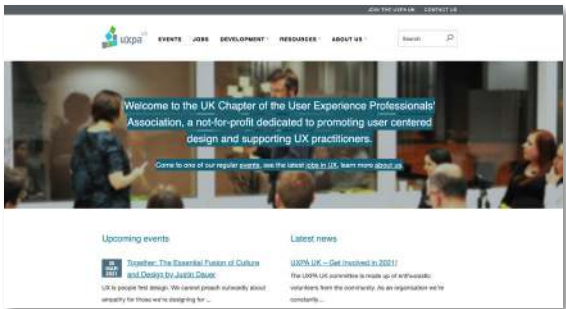 JOIN THE UXPA UK CONTACT US
uxpa uk
EVENTS JOBS DEVELOPMENT RESOURCES ABOUT US
Search
Welcome to the UK Chapter of the User Experience Professionals'
Association, a not-for-profit dedicated to promoting user centered
design and supporting UX practitioners.
Come to one of our regular events, see the latest jobs in UX, learn more about us.
Upcoming events
Latest news
Together: The Essential Fusion of Culture
and Design by Justin Dauer
MAR
2021
UX is people first design. We cannot preach outwardly about
empathy for those we're designing for ...
UXPA UK – Get Involved in 2021!
The UXPA UK committee is made up of enthusiastic
volunteers from the community. As an organisation we're
constantly ...